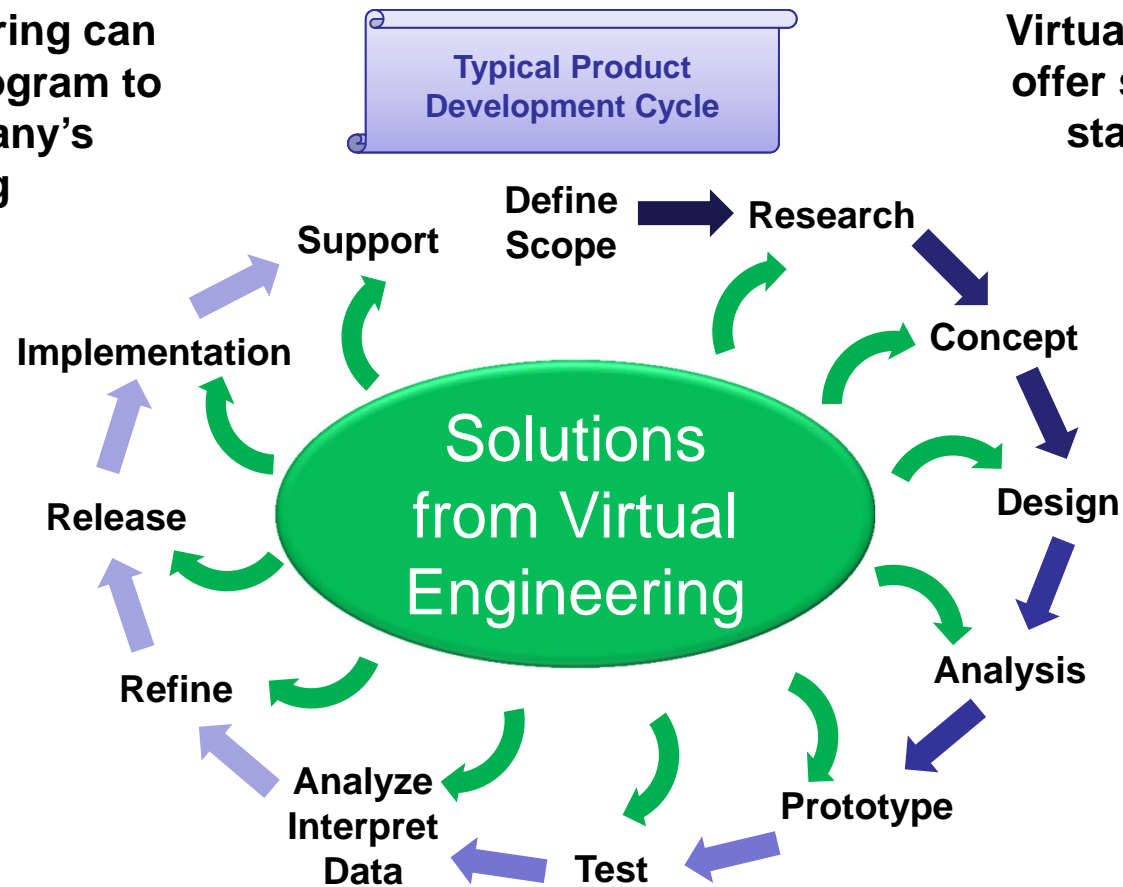 ring can
ogram to
any's
g
Typical Product
Development Cycle
Virtua
offer s
sta
Define
Scope
Research
Concept
Design
Analysis
Prototype
Test
Analyze
Interpret
Data
Refine
Release
Implementation
Support
Solutions
from Virtual
Engineering